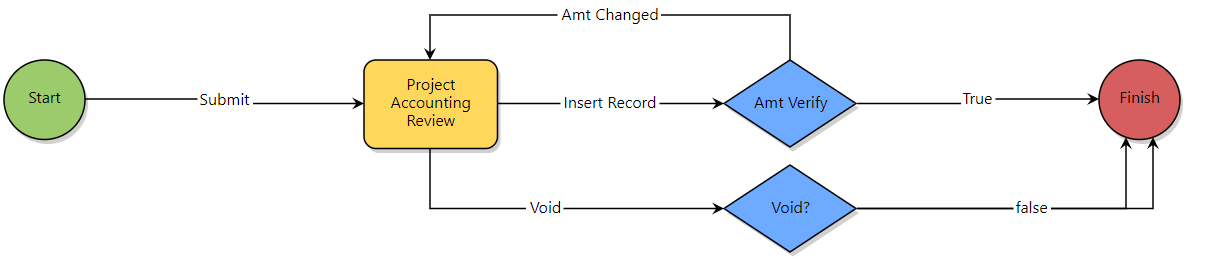 Amt Changed
Start
Submit
Project
Accounting
Review
Insert Record
Amt Verify
True
Finish
Void
Void?
false